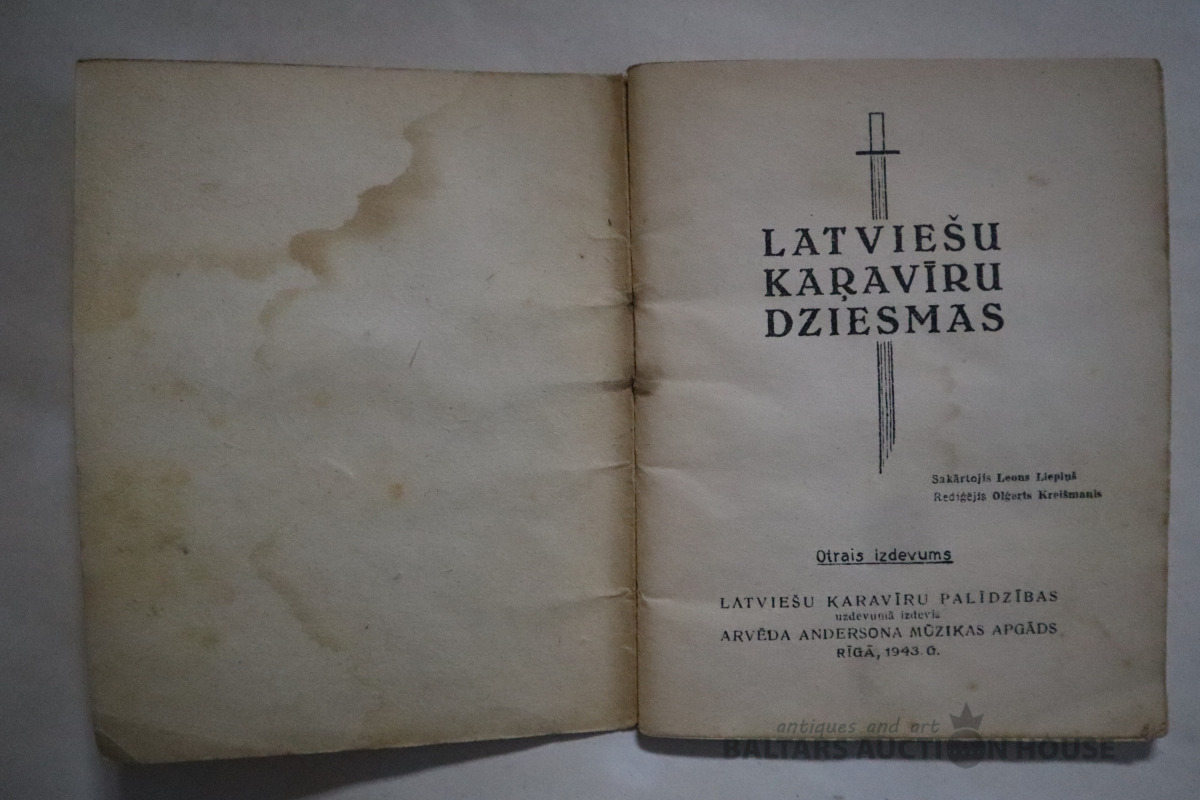 LATVIEŠU
KAŖAVĪRU
DZIESMAS
Sakārtojis Leons Liepiņš
Rediģējis Oļģerts Kreišmanis
Otrais izdevums
LATVIEŠU KAŖAVĪRU PALĪDZĪBAS
uzdevumā izdevis
ARVĒDA ANDERSONA MŪZIKAS APGĀDS
RĪGĀ, 1943. G.
antiques and art
BALTARS AUCTION HOUSE